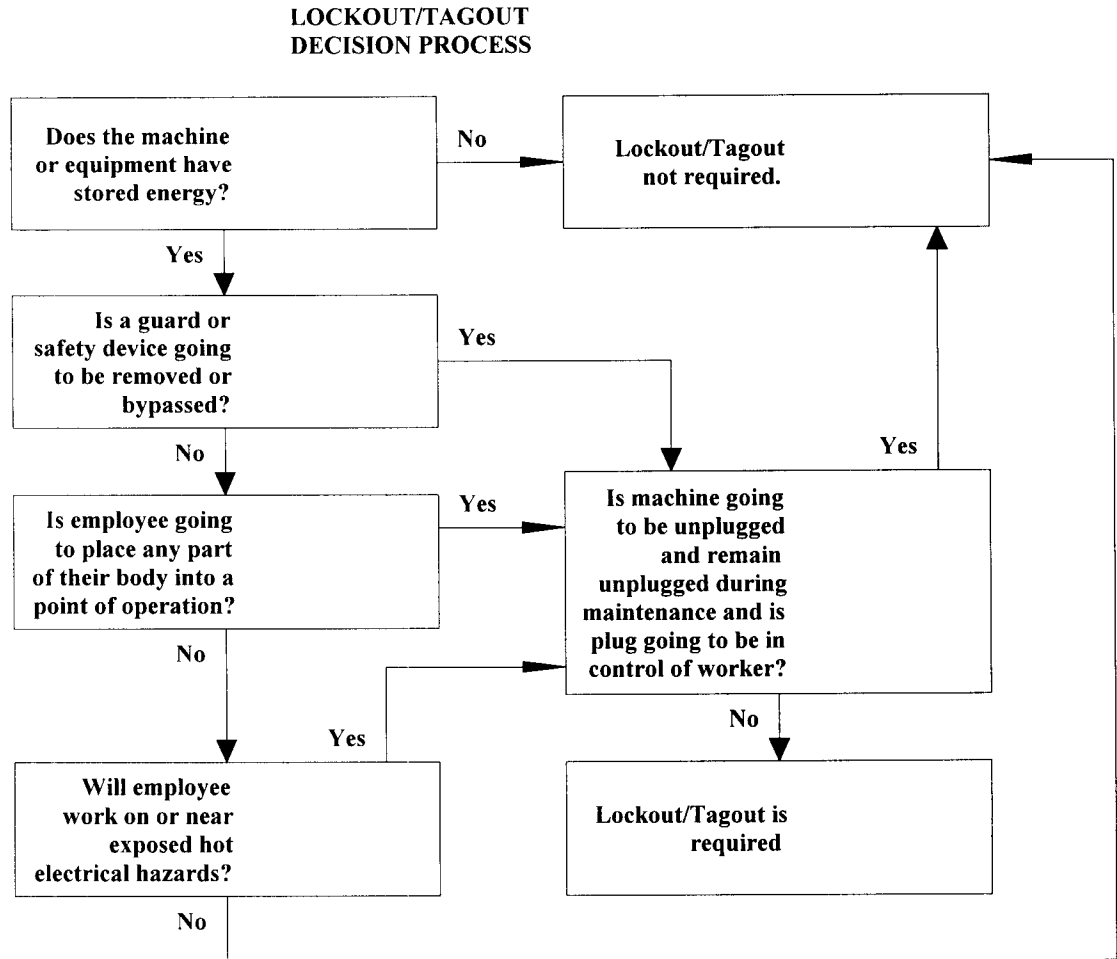 LOCKOUT/TAGOUT
DECISION PROCESS
Does the machine
or equipment have
stored energy?
No
Lockout/Tagout
not required.
Yes
Is a guard or
safety device going
to be removed or
bypassed?
Yes
No
Yes
Is employee going
to place any part
of their body into a
point of operation?
Yes
Is machine going
to be unplugged
and remain
unplugged during
maintenance and is
plug going to be in
control of worker?
No
No
Yes
Will employee
work on or near
exposed hot
electrical hazards?
Lockout/Tagout is
required
No